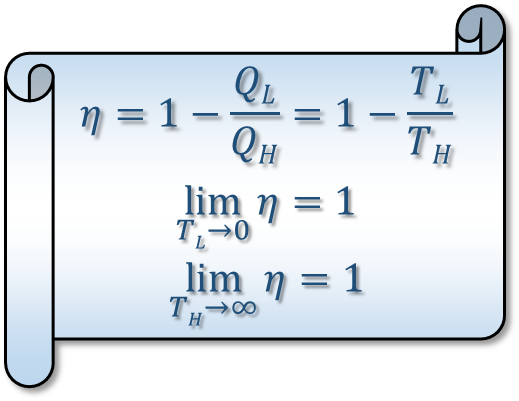 η = 1 − Q_L/Q_H = 1 − T_L/T_H
lim_{T_L→0} η = 1
lim_{T_H→∞} η = 1